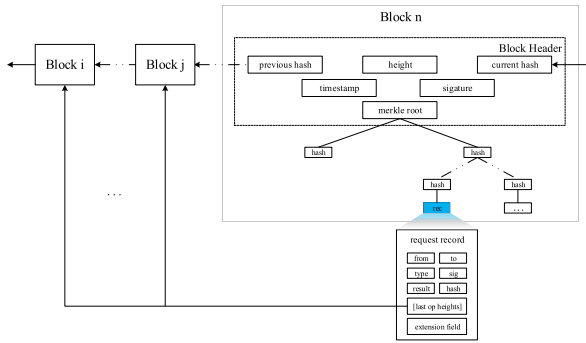 Block n
Block Header
Block i
Block j
previous hash
height
current hash
timestamp
sigature
merkle root
hash
hash
hash
hash
rec
...
...
request record
from
to
type
sig
result
hash
[last op heights]
extension field